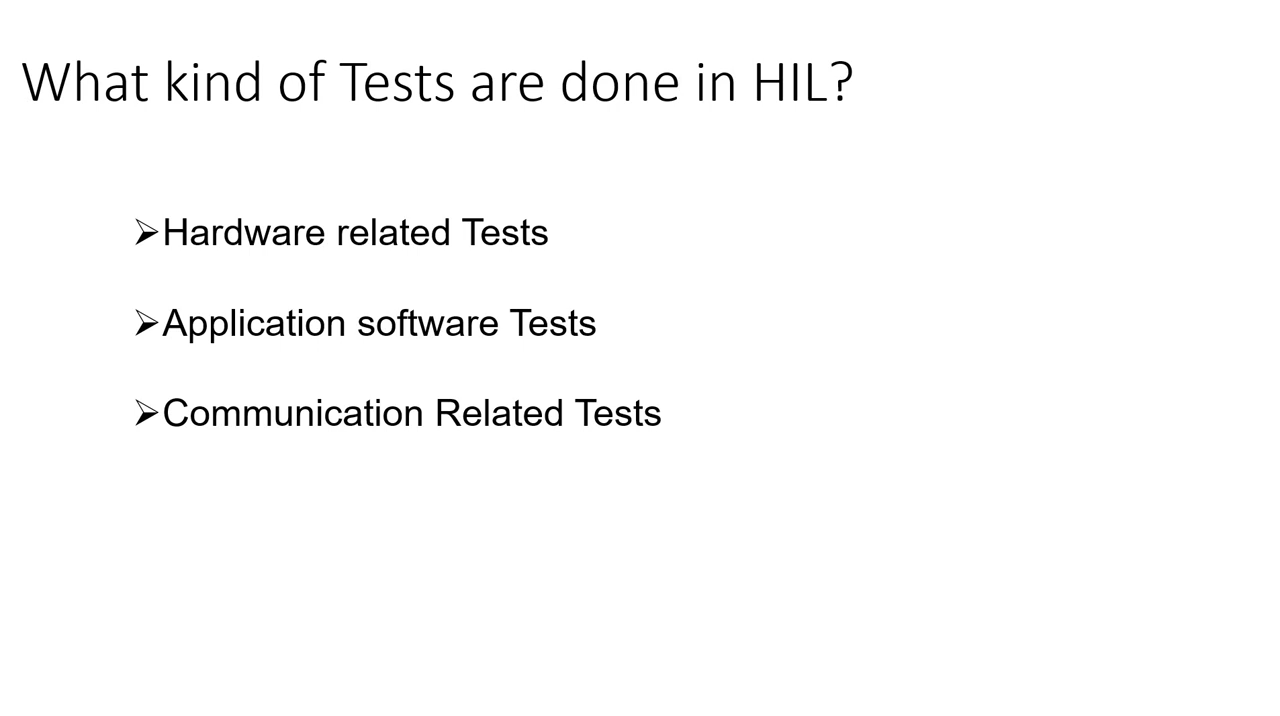 What kind of Tests are done in HIL?
➢Hardware related Tests
➢Application software Tests
➢Communication Related Tests